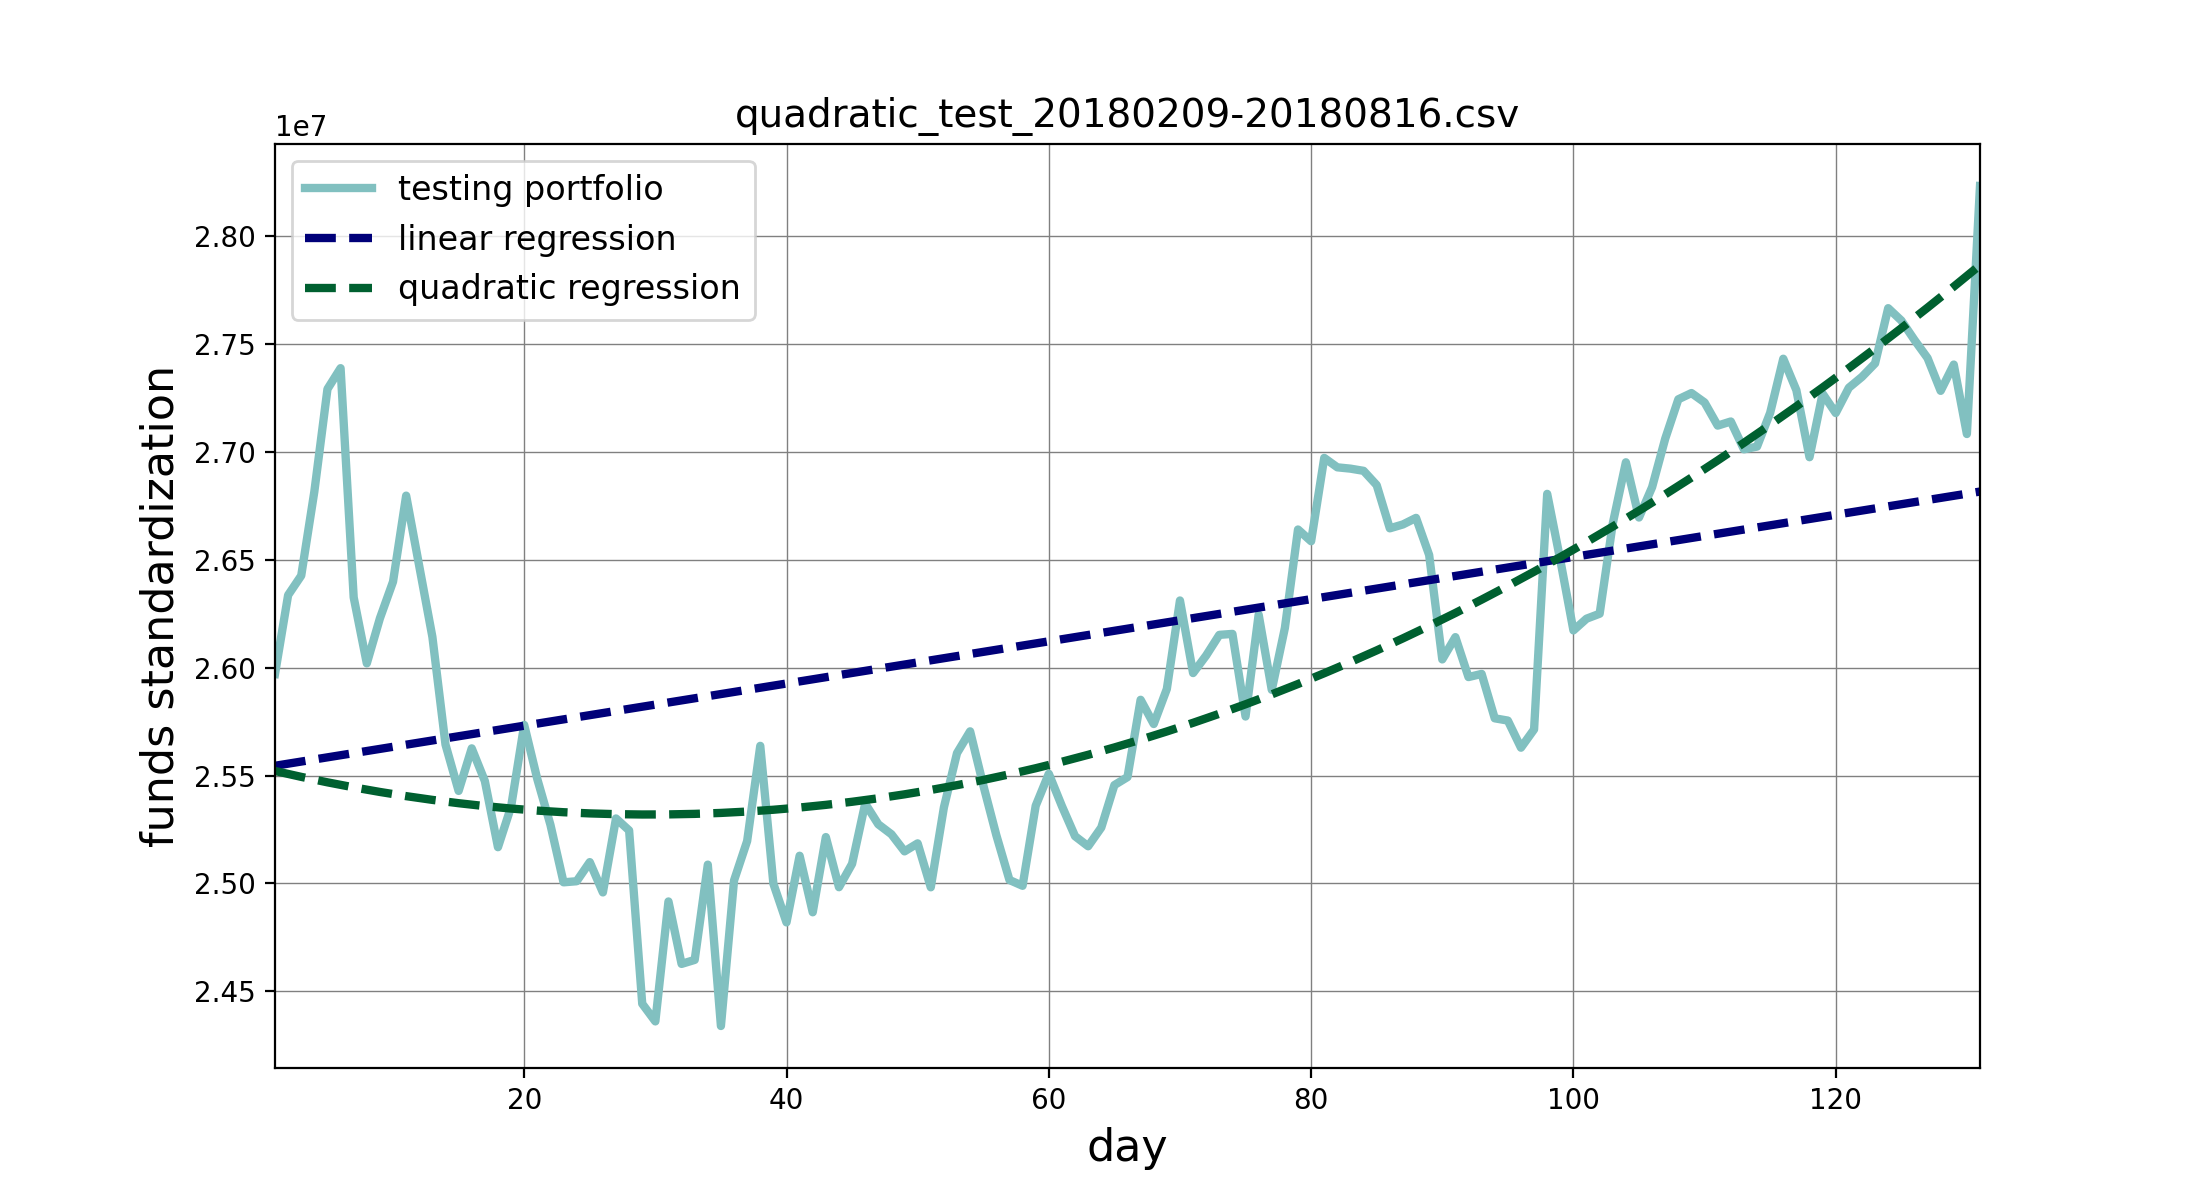 quadratic_test_20180209-20180816.csv
1e7
testing portfolio
linear regression
quadratic regression
2.80
2.75
2.70
2.65
2.60
2.55
2.50
2.45
funds standardization
20 40 60 80 100 120
day